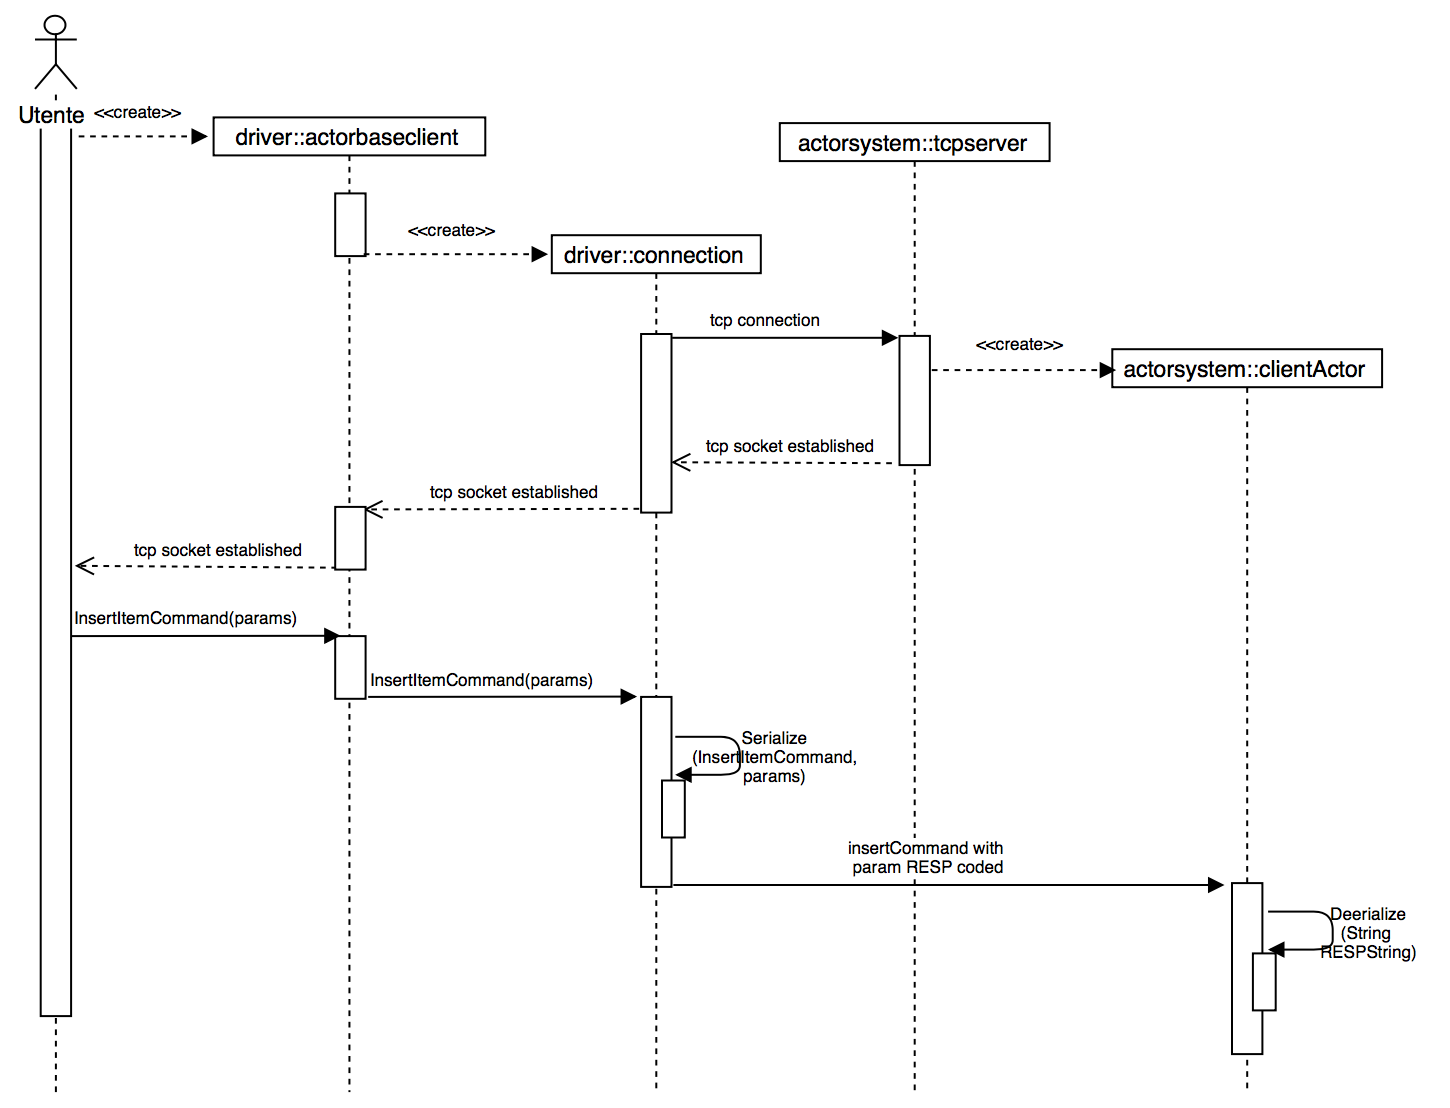 Utente
<<create>>
driver::actorbaseclient
actorsystem::tcpserver
<<create>>
driver::connection
tcp connection
<<create>>
actorsystem::clientActor
tcp socket established
tcp socket established
tcp socket established
InsertItemCommand(params)
InsertItemCommand(params)
Serialize
(InsertItemCommand,
params)
insertCommand with
param RESP coded
Deerialize
(String
RESPString)